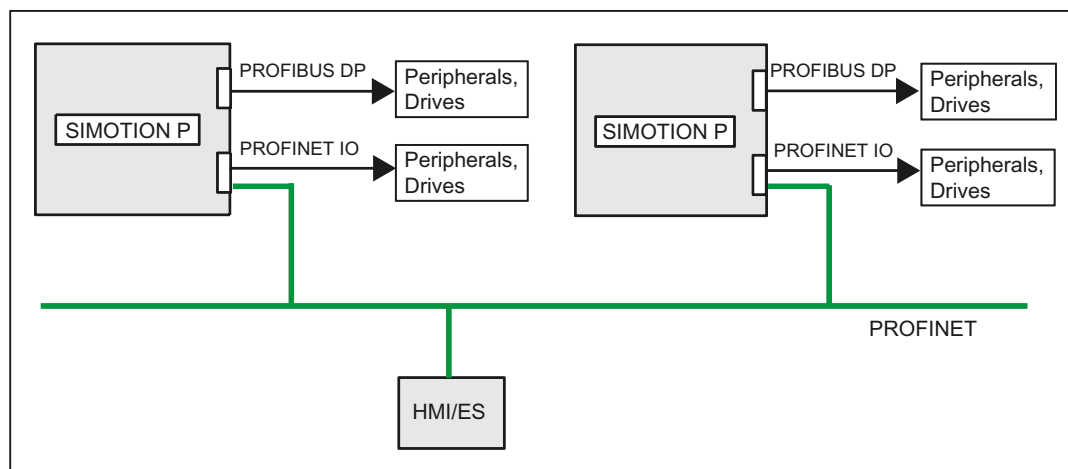 PROFIBUS DP
Peripherals,
Drives
SIMOTION P
PROFINET IO
Peripherals,
Drives
PROFIBUS DP
Peripherals,
Drives
SIMOTION P
PROFINET IO
Peripherals,
Drives
PROFINET
HMI/ES